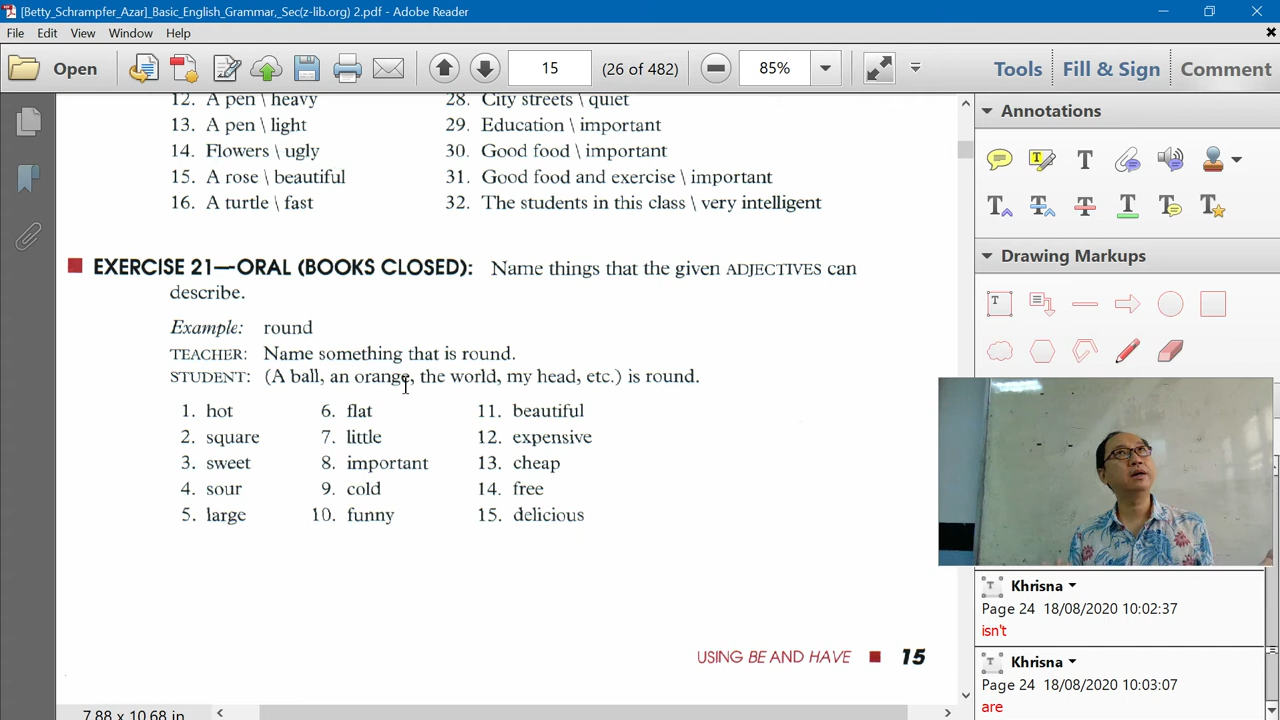 [Betty_Schrampfer_Azar]_Basic_English_Grammar,_Sec(z-lib.org) 2.pdf - Adobe Reader
File Edit View Window Help
Open 15 (26 of 482) 85% Tools Fill & Sign Comment
12. A pen \ heavy 28. City streets \ quiet
13. A pen \ light 29. Education \ important
14. Flowers \ ugly 30. Good food \ important
15. A rose \ beautiful 31. Good food and exercise \ important
16. A turtle \ fast 32. The students in this class \ very intelligent
EXERCISE 21—ORAL (BOOKS CLOSED): Name things that the given ADJECTIVES can
describe.
Example: round
TEACHER: Name something that is round.
STUDENT: (A ball, an orange, the world, my head, etc.) is round.
1. hot 6. flat 11. beautiful
2. square 7. little 12. expensive
3. sweet 8. important 13. cheap
4. sour 9. cold 14. free
5. large 10. funny 15. delicious
USING BE AND HAVE 15
7.88 x 10.68 in
Annotations
Drawing Markups
Khrisna
Page 24 18/08/2020 10:02:37
isn't
Khrisna
Page 24 18/08/2020 10:03:07
are